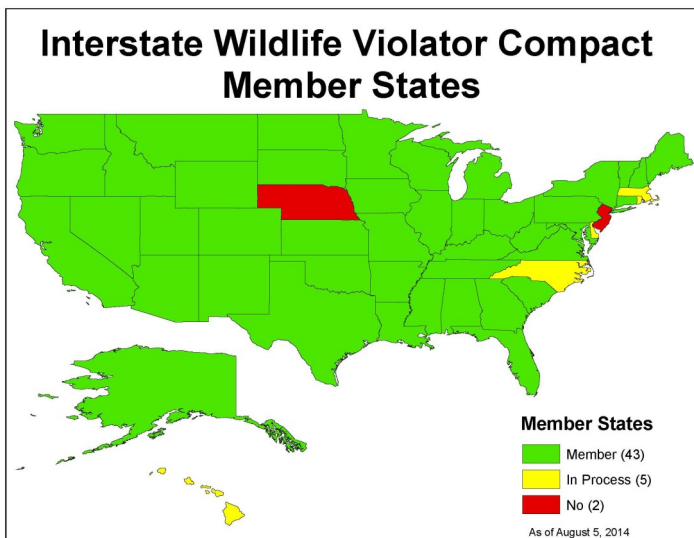 Interstate Wildlife Violator Compact
Member States
Member States
Member (43)
In Process (5)
No (2)
As of August 5, 2014